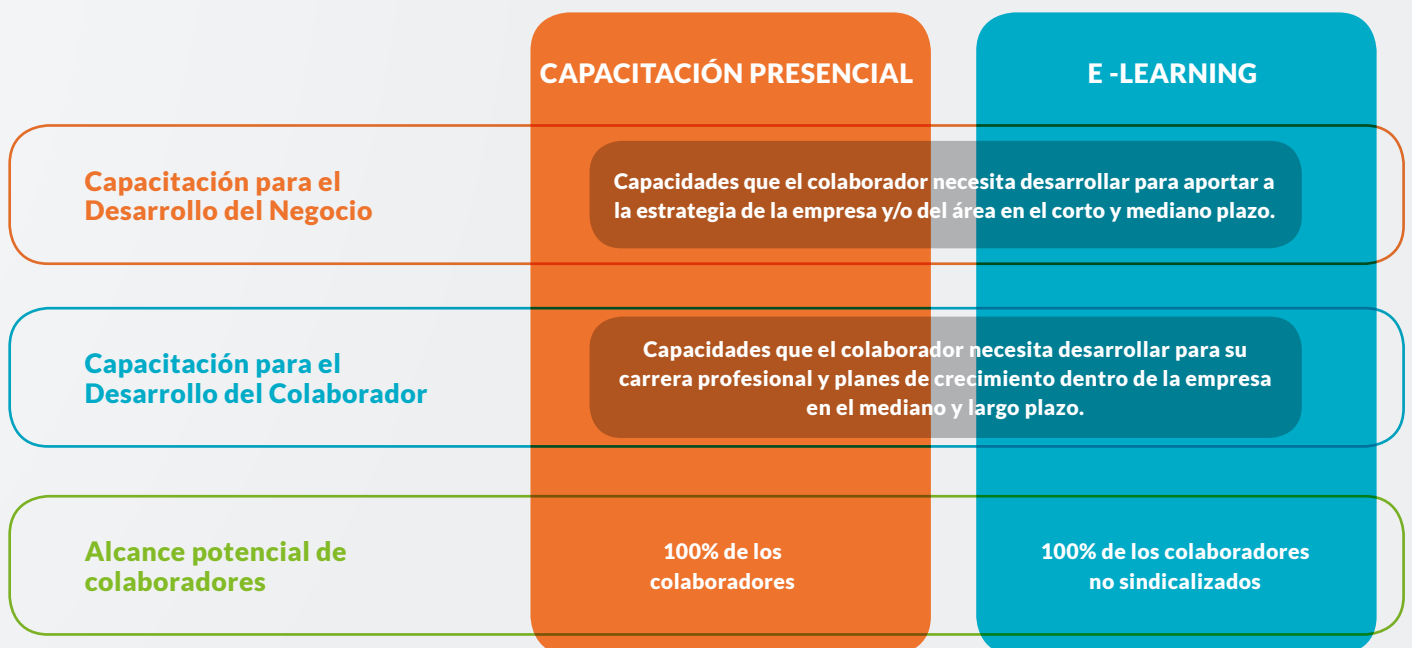 CAPACITACIÓN PRESENCIAL
E -LEARNING
Capacitación para el
Desarrollo del Negocio
Capacidades que el colaborador necesita desarrollar para aportar a
la estrategia de la empresa y/o del área en el corto y mediano plazo.
Capacitación para el
Desarrollo del Colaborador
Capacidades que el colaborador necesita desarrollar para su
carrera profesional y planes de crecimiento dentro de la empresa
en el mediano y largo plazo.
Alcance potencial de
colaboradores
100% de los
colaboradores
100% de los colaboradores
no sindicalizados